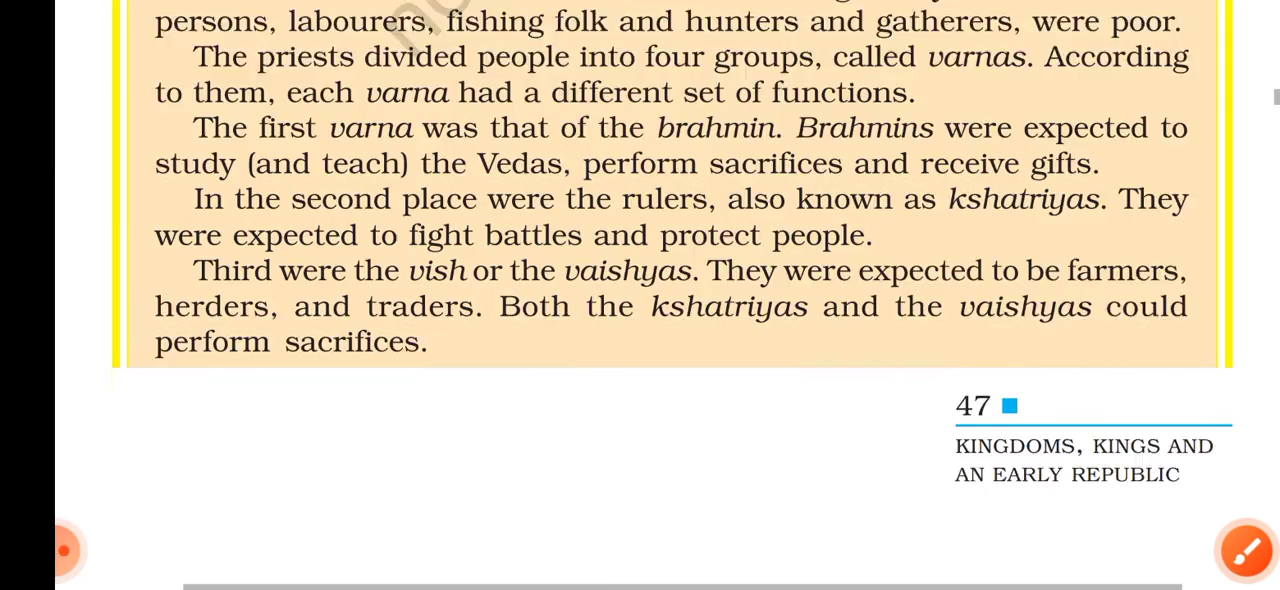 persons, labourers, fishing folk and hunters and gatherers, were poor.
The priests divided people into four groups, called varnas. According
to them, each varna had a different set of functions.
The first varna was that of the brahmin. Brahmins were expected to
study (and teach) the Vedas, perform sacrifices and receive gifts.
In the second place were the rulers, also known as kshatriyas. They
were expected to fight battles and protect people.
Third were the vish or the vaishyas. They were expected to be farmers,
herders, and traders. Both the kshatriyas and the vaishyas could
perform sacrifices.
47
KINGDOMS, KINGS AND
AN EARLY REPUBLIC